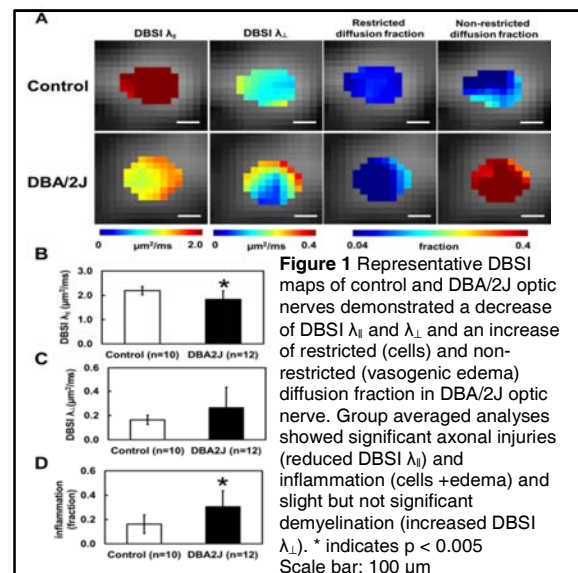 A
DBSI λ∥ DBSI λ⊥ Restricted diffusion fraction Non-restricted diffusion fraction
Control
DBA/2J
0 μm²/ms 2.0 0 μm²/ms 0.4 0.04 fraction 0.4
B
DBSI λ∥ (μm²/ms)
3.0
2.0
1.0
0.0
*
Control (n=10) DBA2J (n=12)
C
DBSI λ⊥(μm²/ms)
0.6
0.4
0.2
0.0
Control (n=10) DBA2J (n=12)
D
inflammation
(fraction)
0.6
0.4
0.2
0.0
*
Control (n=10) DBA2J (n=12)
Figure 1 Representative DBSI
maps of control and DBA/2J optic
nerves demonstrated a decrease
of DBSI λ∥ and λ⊥ and an increase
of restricted (cells) and non-
restricted (vasogenic edema)
diffusion fraction in DBA/2J optic
nerve. Group averaged analyses
showed significant axonal injuries
(reduced DBSI λ∥) and
inflammation (cells +edema) and
slight but not significant
demyelination (increased DBSI
λ⊥). * indicates p < 0.005
Scale bar: 100 μm